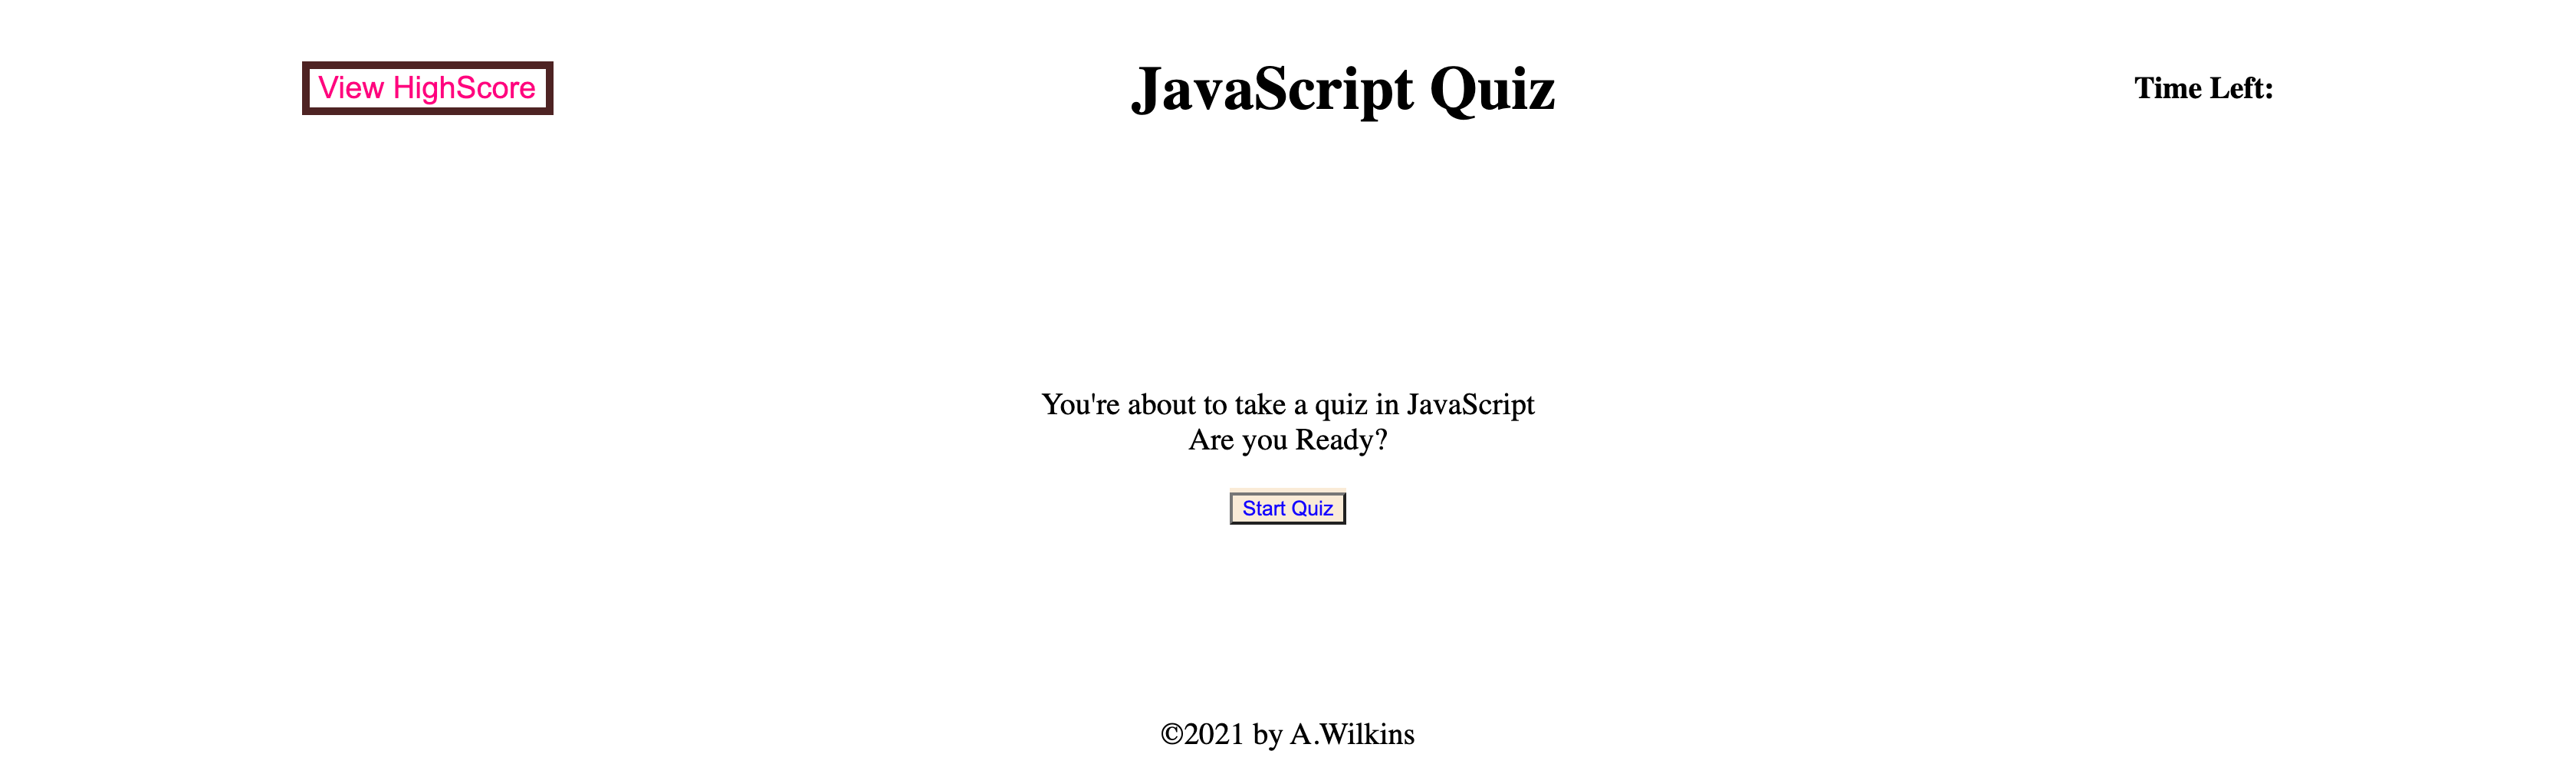 View HighScore
JavaScript Quiz
Time Left:
You're about to take a quiz in JavaScript
Are you Ready?
Start Quiz
©2021 by A.Wilkins